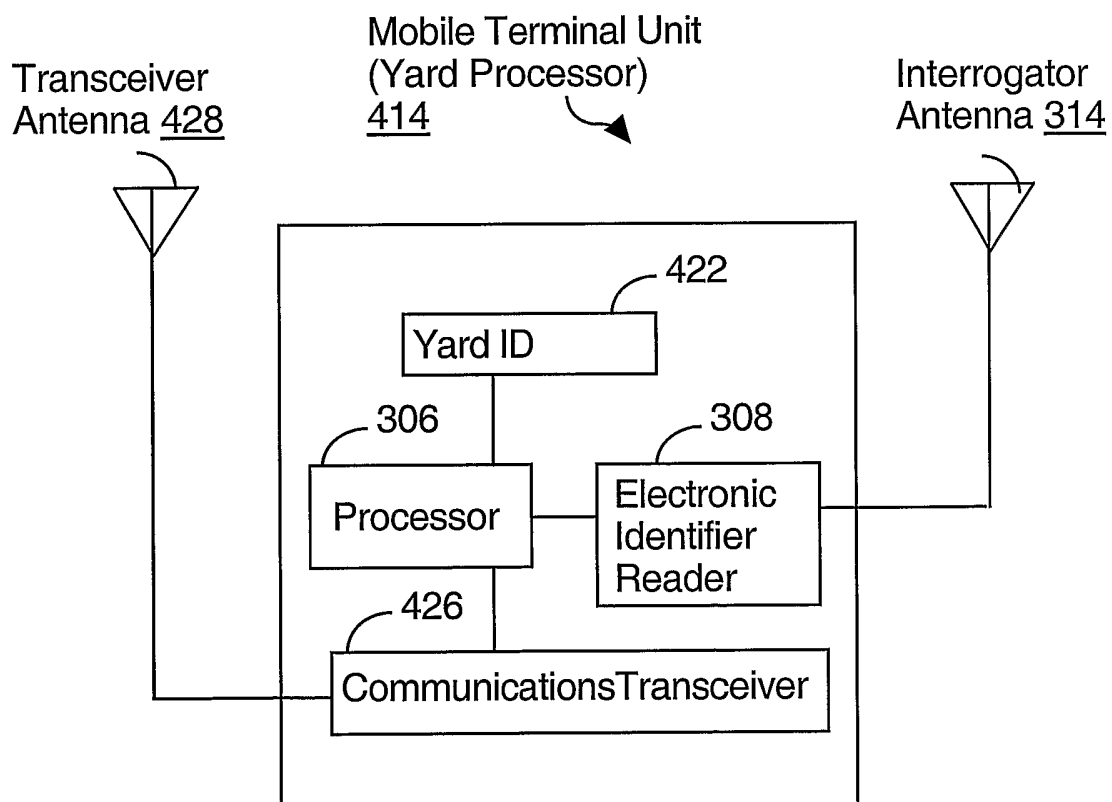 Mobile Terminal Unit
(Yard Processor)
414
Transceiver
Antenna 428
Interrogator
Antenna 314
422
Yard ID
306
308
Processor
Electronic
Identifier
Reader
426
CommunicationsTransceiver